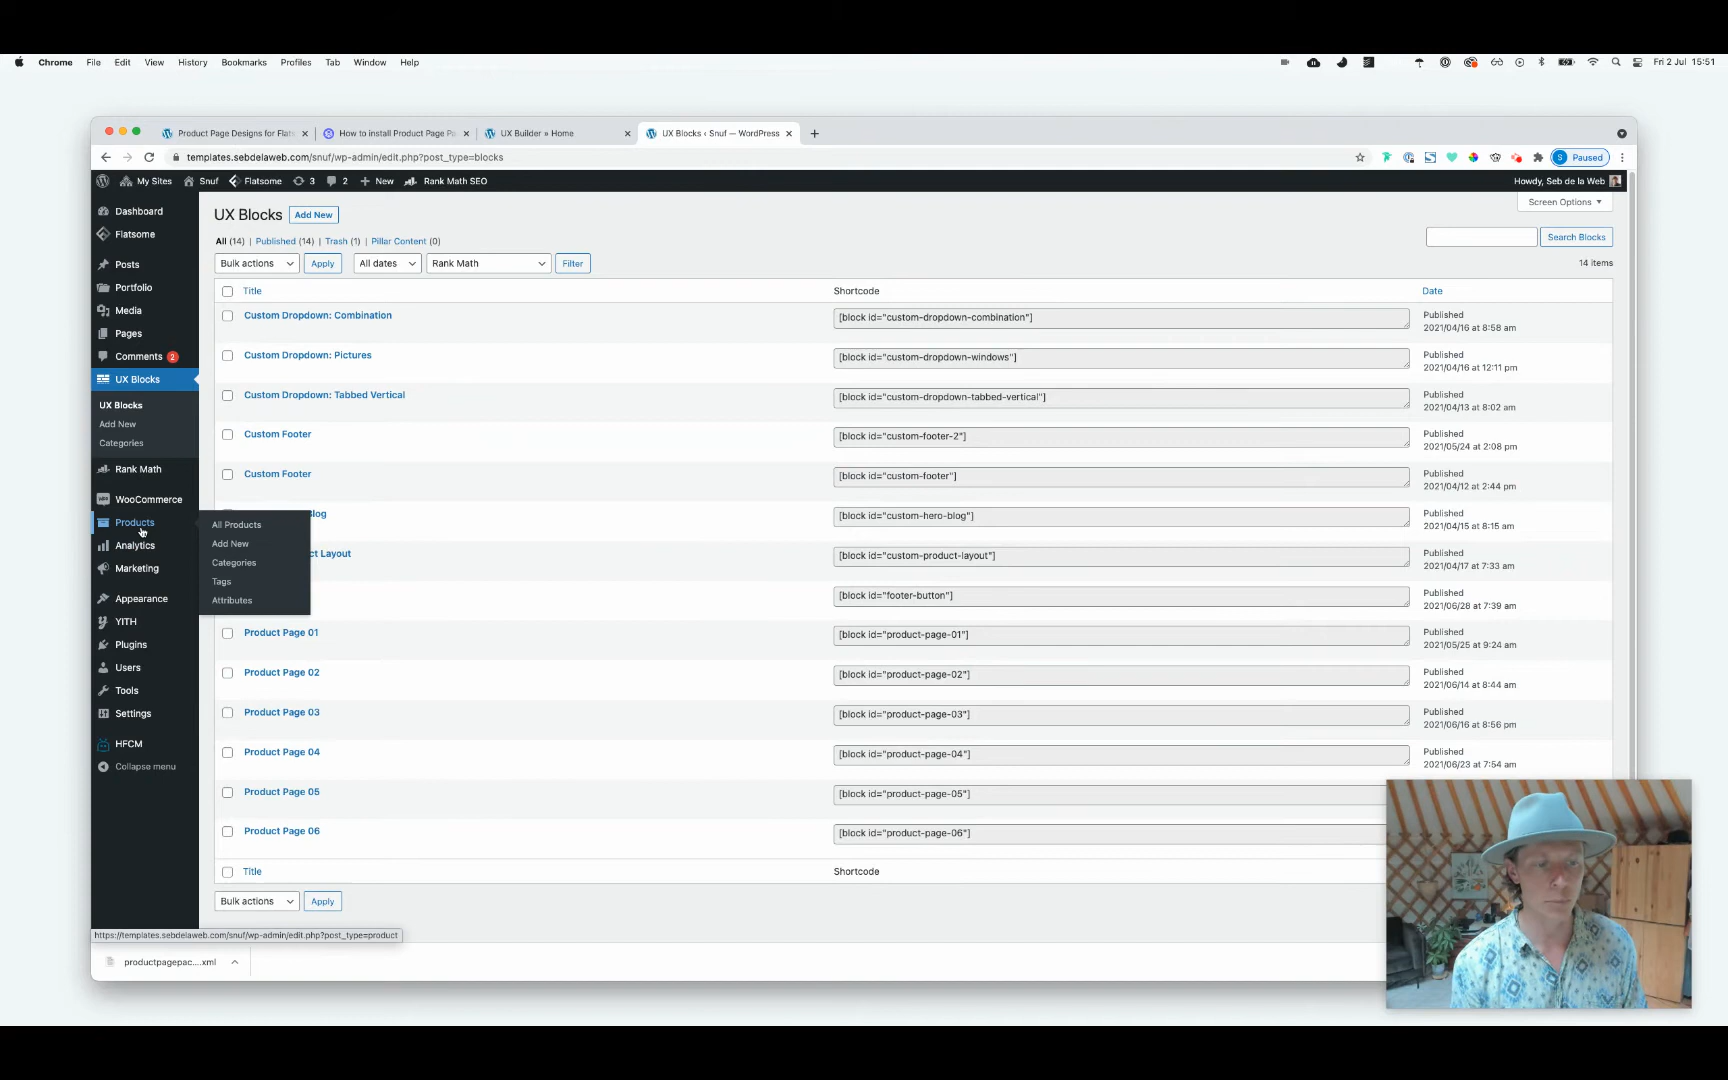 Chrome File Edit View History Bookmarks Profiles Tab Window Help Fri 2 Jul 15:51
Product Page Designs for Flats How to install Product Page Po UX Builder » Home UX Blocks ‹ Snuf — WordPress
templates.sebdelaweb.com/snuf/wp-admin/edit.php?post_type=blocks S Paused
My Sites Snuf Flatsome 3 2 + New Rank Math SEO Howdy, Seb de la Web
Dashboard
Flatsome
Posts
Portfolio
Media
Pages
Comments 2
UX Blocks
UX Blocks
Add New
Categories
Rank Math
WooCommerce
Products
Analytics
Marketing
Appearance
YITH
Plugins
Users
Tools
Settings
HFCM
Collapse menu
All Products
Add New
Categories
Tags
Attributes
UX Blocks Add New Screen Options ▼
All (14) | Published (14) | Trash (1) | Pillar Content (0) Search Blocks
Bulk actions Apply All dates Rank Math Filter 14 items
Title Shortcode Date
Custom Dropdown: Combination [block id="custom-dropdown-combination"] Published
2021/04/16 at 8:58 am
Custom Dropdown: Pictures [block id="custom-dropdown-windows"] Published
2021/04/16 at 12:11 pm
Custom Dropdown: Tabbed Vertical [block id="custom-dropdown-tabbed-vertical"] Published
2021/04/13 at 8:02 am
Custom Footer [block id="custom-footer-2"] Published
2021/05/24 at 2:08 pm
Custom Footer [block id="custom-footer"] Published
2021/04/12 at 2:44 pm
log [block id="custom-hero-blog"] Published
2021/04/15 at 8:15 am
ct Layout [block id="custom-product-layout"] Published
2021/04/17 at 7:33 am
[block id="footer-button"] Published
2021/06/28 at 7:39 am
Product Page 01 [block id="product-page-01"] Published
2021/05/25 at 9:24 am
Product Page 02 [block id="product-page-02"] Published
2021/06/14 at 8:44 am
Product Page 03 [block id="product-page-03"] Published
2021/06/16 at 8:56 pm
Product Page 04 [block id="product-page-04"] Published
2021/06/23 at 7:54 am
Product Page 05 [block id="product-page-05"]
Product Page 06 [block id="product-page-06"]
Title Shortcode
Bulk actions Apply
https://templates.sebdelaweb.com/snuf/wp-admin/edit.php?post_type=product
productpagepac....xml